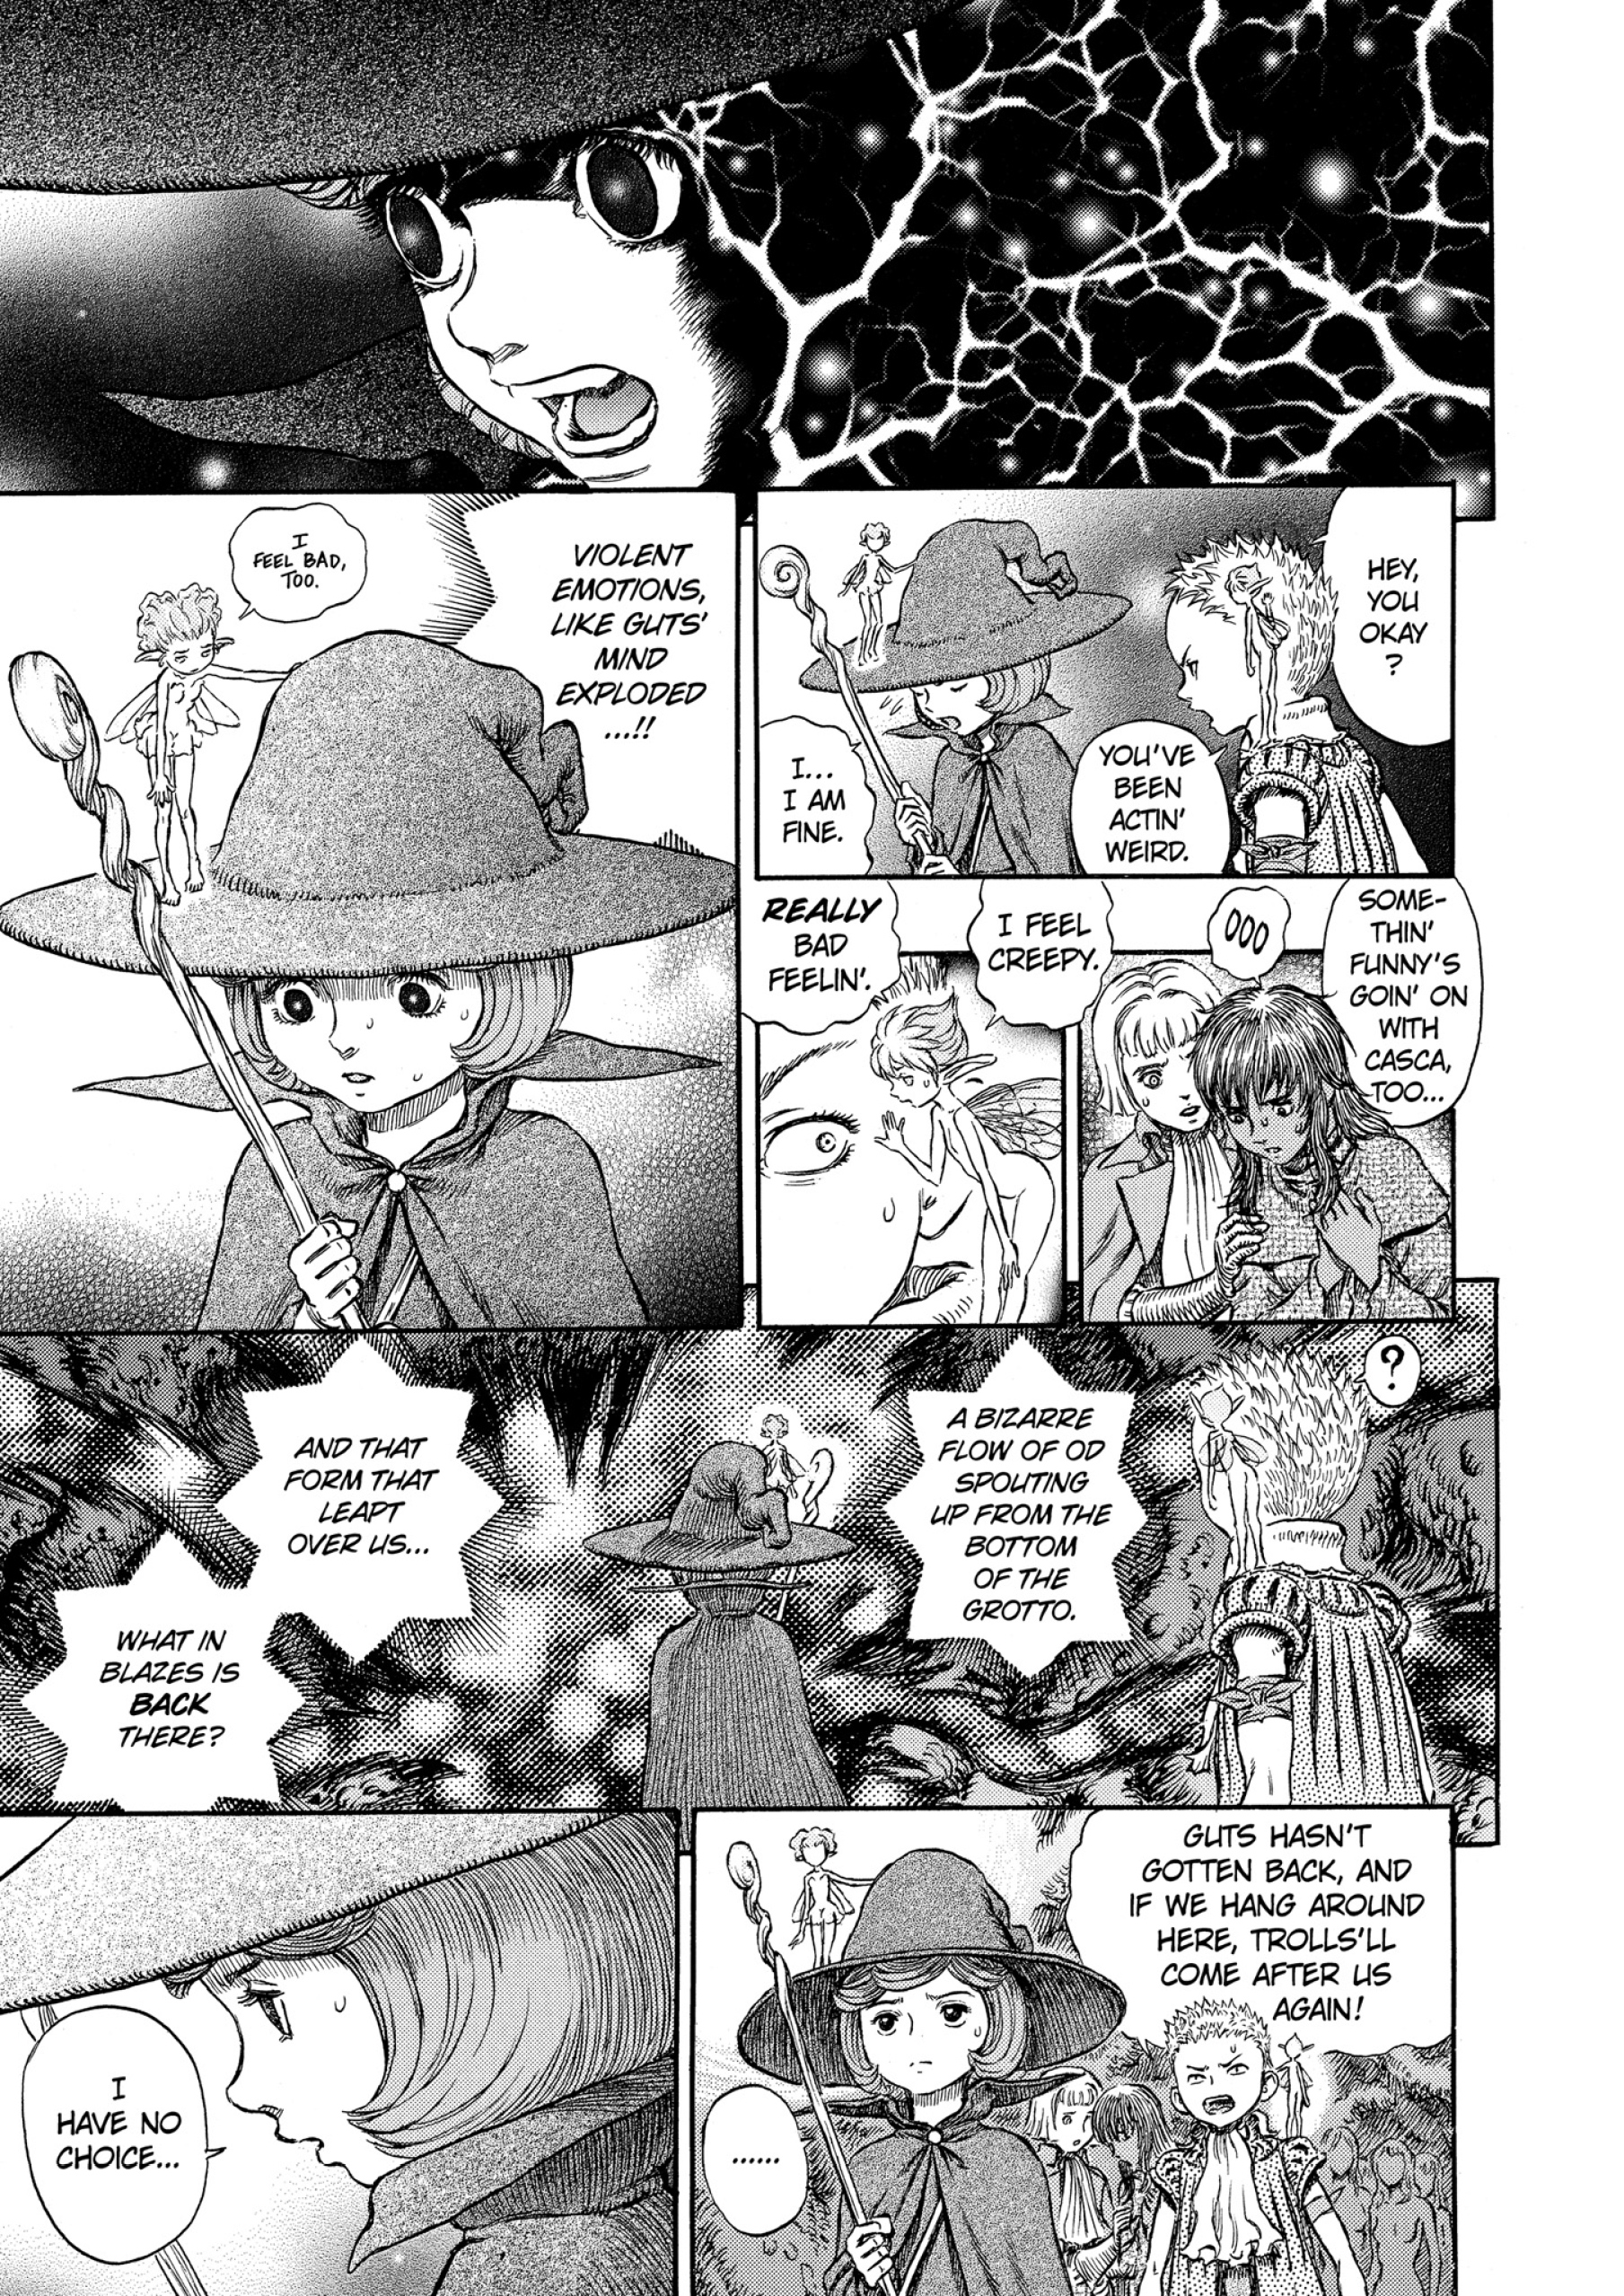 HEY,
YOU
OKAY
?
YOU'VE
BEEN
ACTIN'
WEIRD.
I...
I AM
FINE.
VIOLENT
EMOTIONS,
LIKE GUTS'
MIND
EXPLODED
...!!
I
FEEL BAD,
TOO.
SOME-
THIN'
FUNNY'S
GOIN' ON
WITH
CASCA,
TOO...
OOO
I FEEL
CREEPY.
REALLY
BAD
FEELIN'.
?
A BIZARRE
FLOW OF OD
SPOUTING
UP FROM THE
BOTTOM
OF THE
GROTTO.
AND THAT
FORM THAT
LEAPT
OVER US...
WHAT IN
BLAZES IS
BACK
THERE?
GUTS HASN'T
GOTTEN BACK, AND
IF WE HANG AROUND
HERE, TROLLS'LL
COME AFTER US
AGAIN!
......
I
HAVE NO
CHOICE...